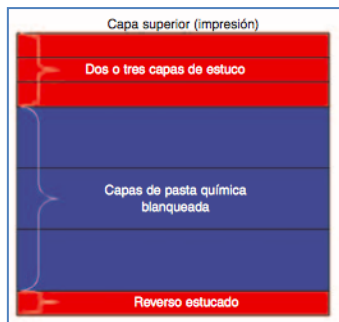 Capa superior (impresión)
Dos o tres capas de estuco
Capas de pasta química
blanqueada
Reverso estucado